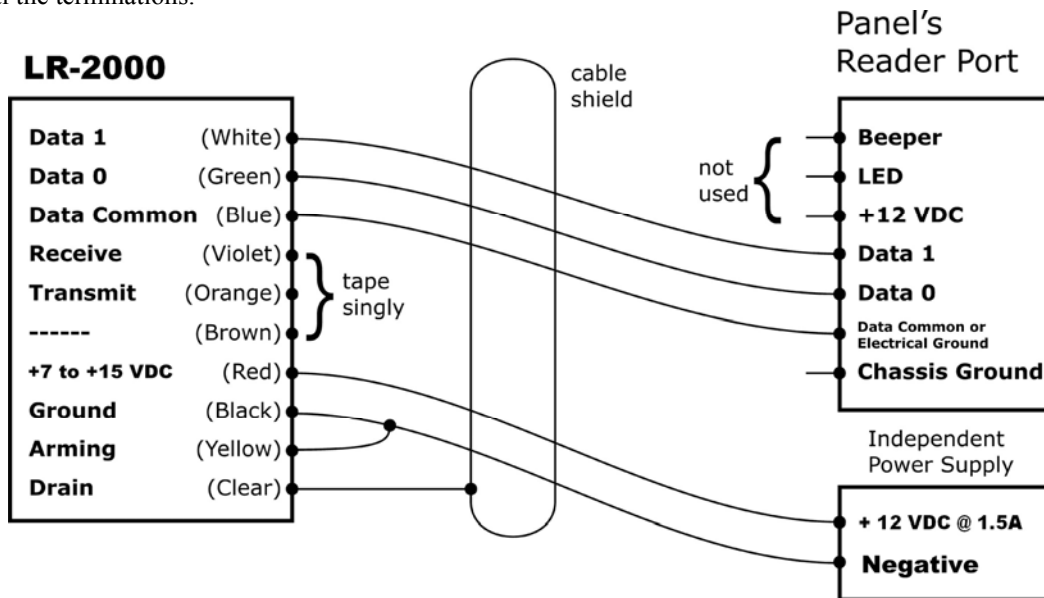 the terminations.
LR-2000
Data 1 (White)
Data 0 (Green)
Data Common (Blue)
Receive (Violet)
Transmit (Orange)
------ (Brown)
+7 to +15 VDC (Red)
Ground (Black)
Arming (Yellow)
Drain (Clear)
tape
singly
cable
shield
Panel's
Reader Port
not
used
Beeper
LED
+12 VDC
Data 1
Data 0
Data Common or
Electrical Ground
Chassis Ground
Independent
Power Supply
+ 12 VDC @ 1.5A
Negative